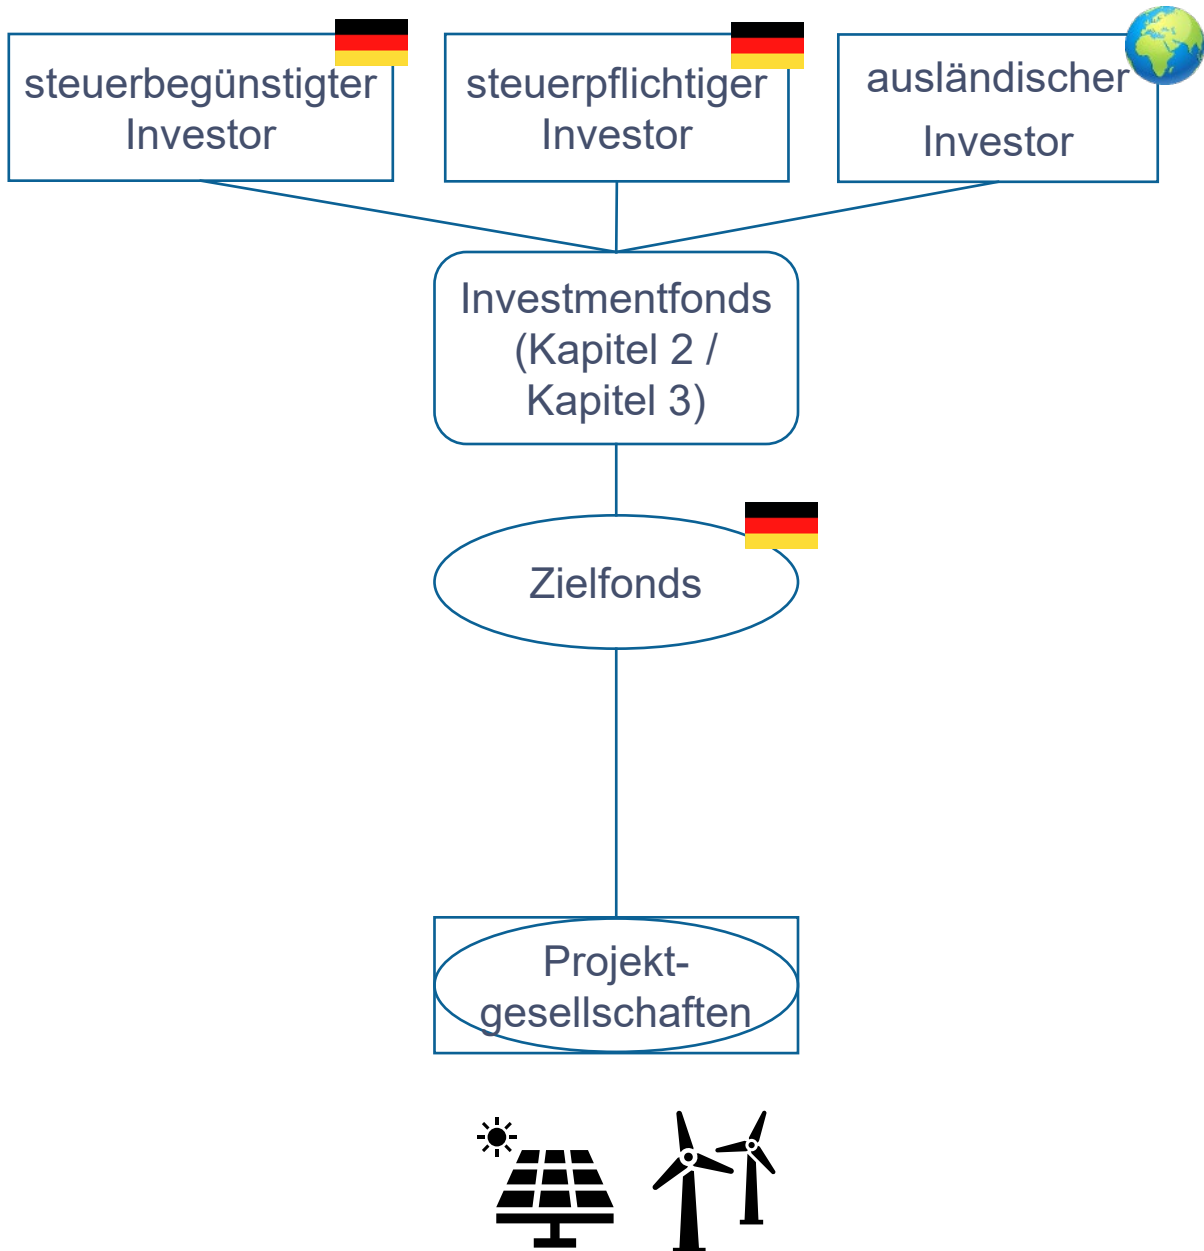 steuerbegünstigter
Investor
steuerpflichtiger
Investor
ausländischer
Investor
Investmentfonds
(Kapitel 2 /
Kapitel 3)
Zielfonds
Projekt-
gesellschaften